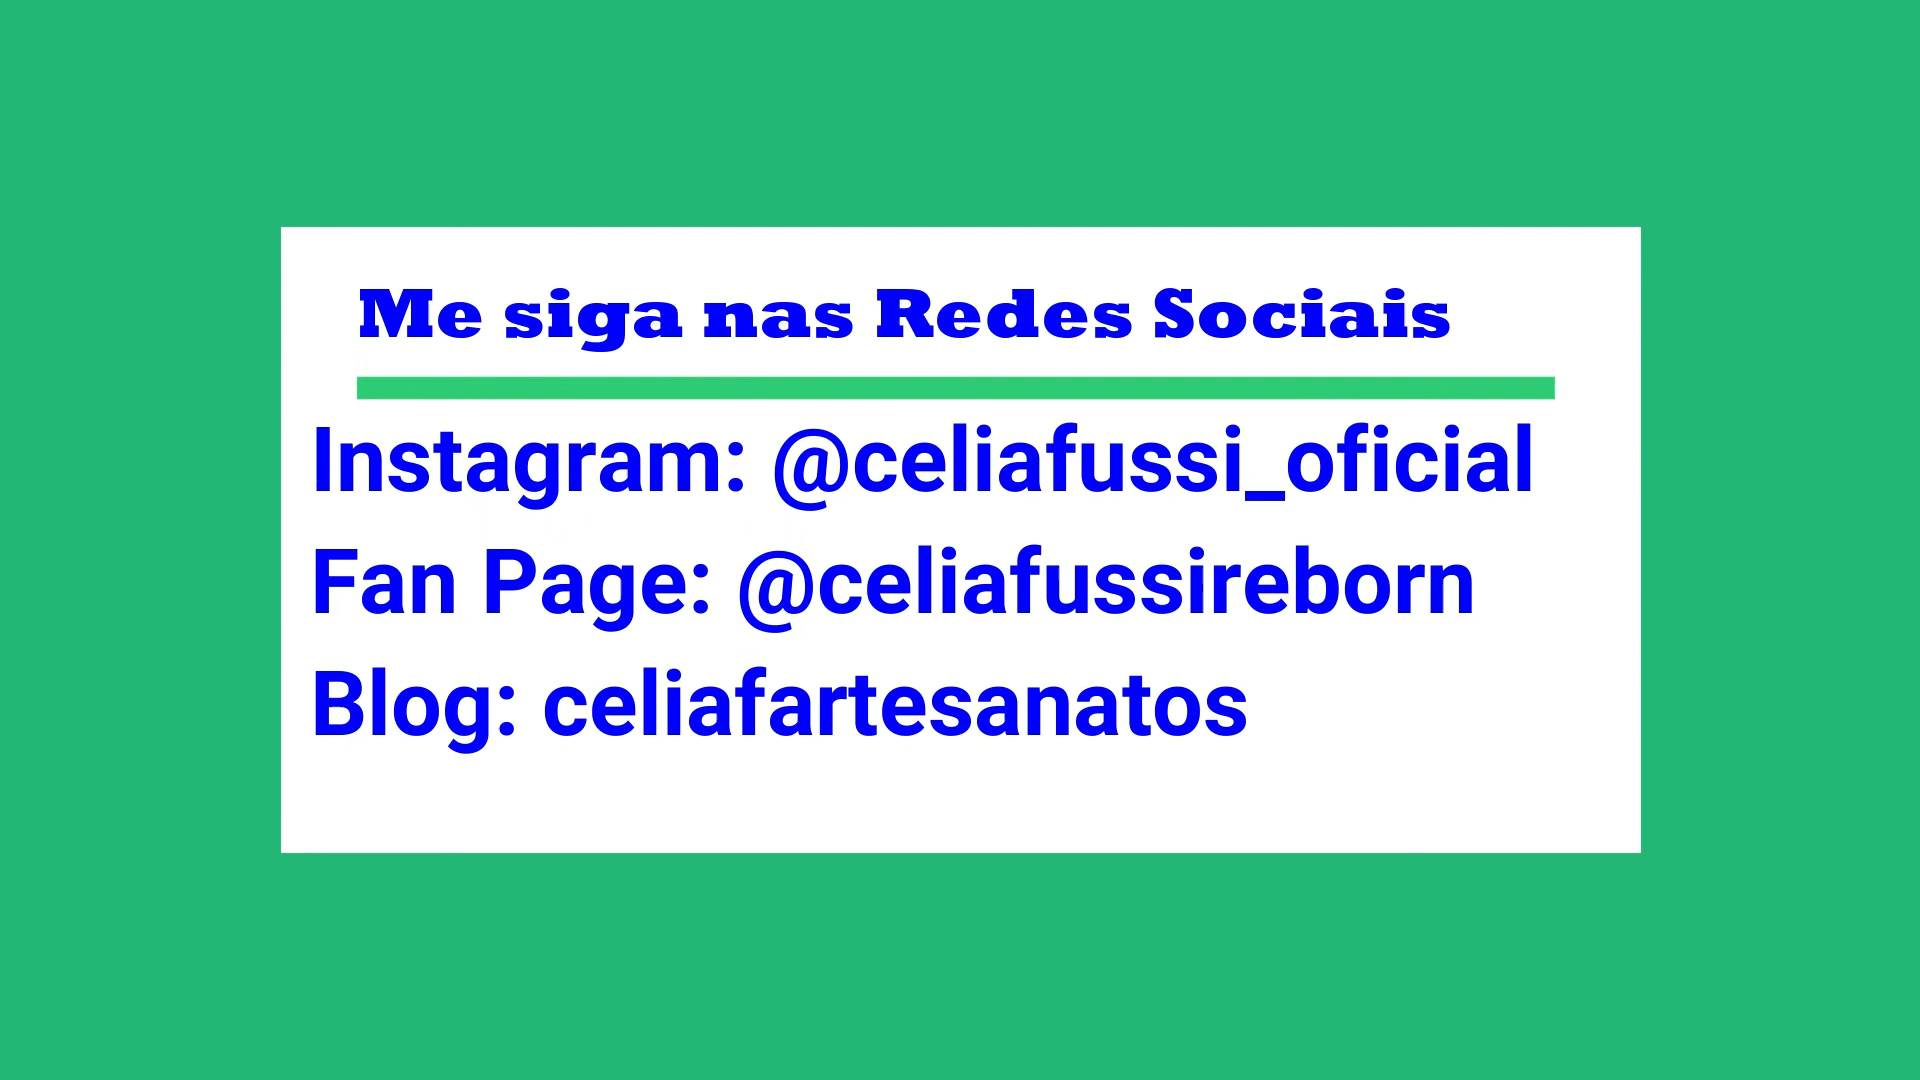 Me siga nas Redes Sociais
Instagram: @celiafussi_oficial
Fan Page: @celiafussireborn
Blog: celiafartesanatos